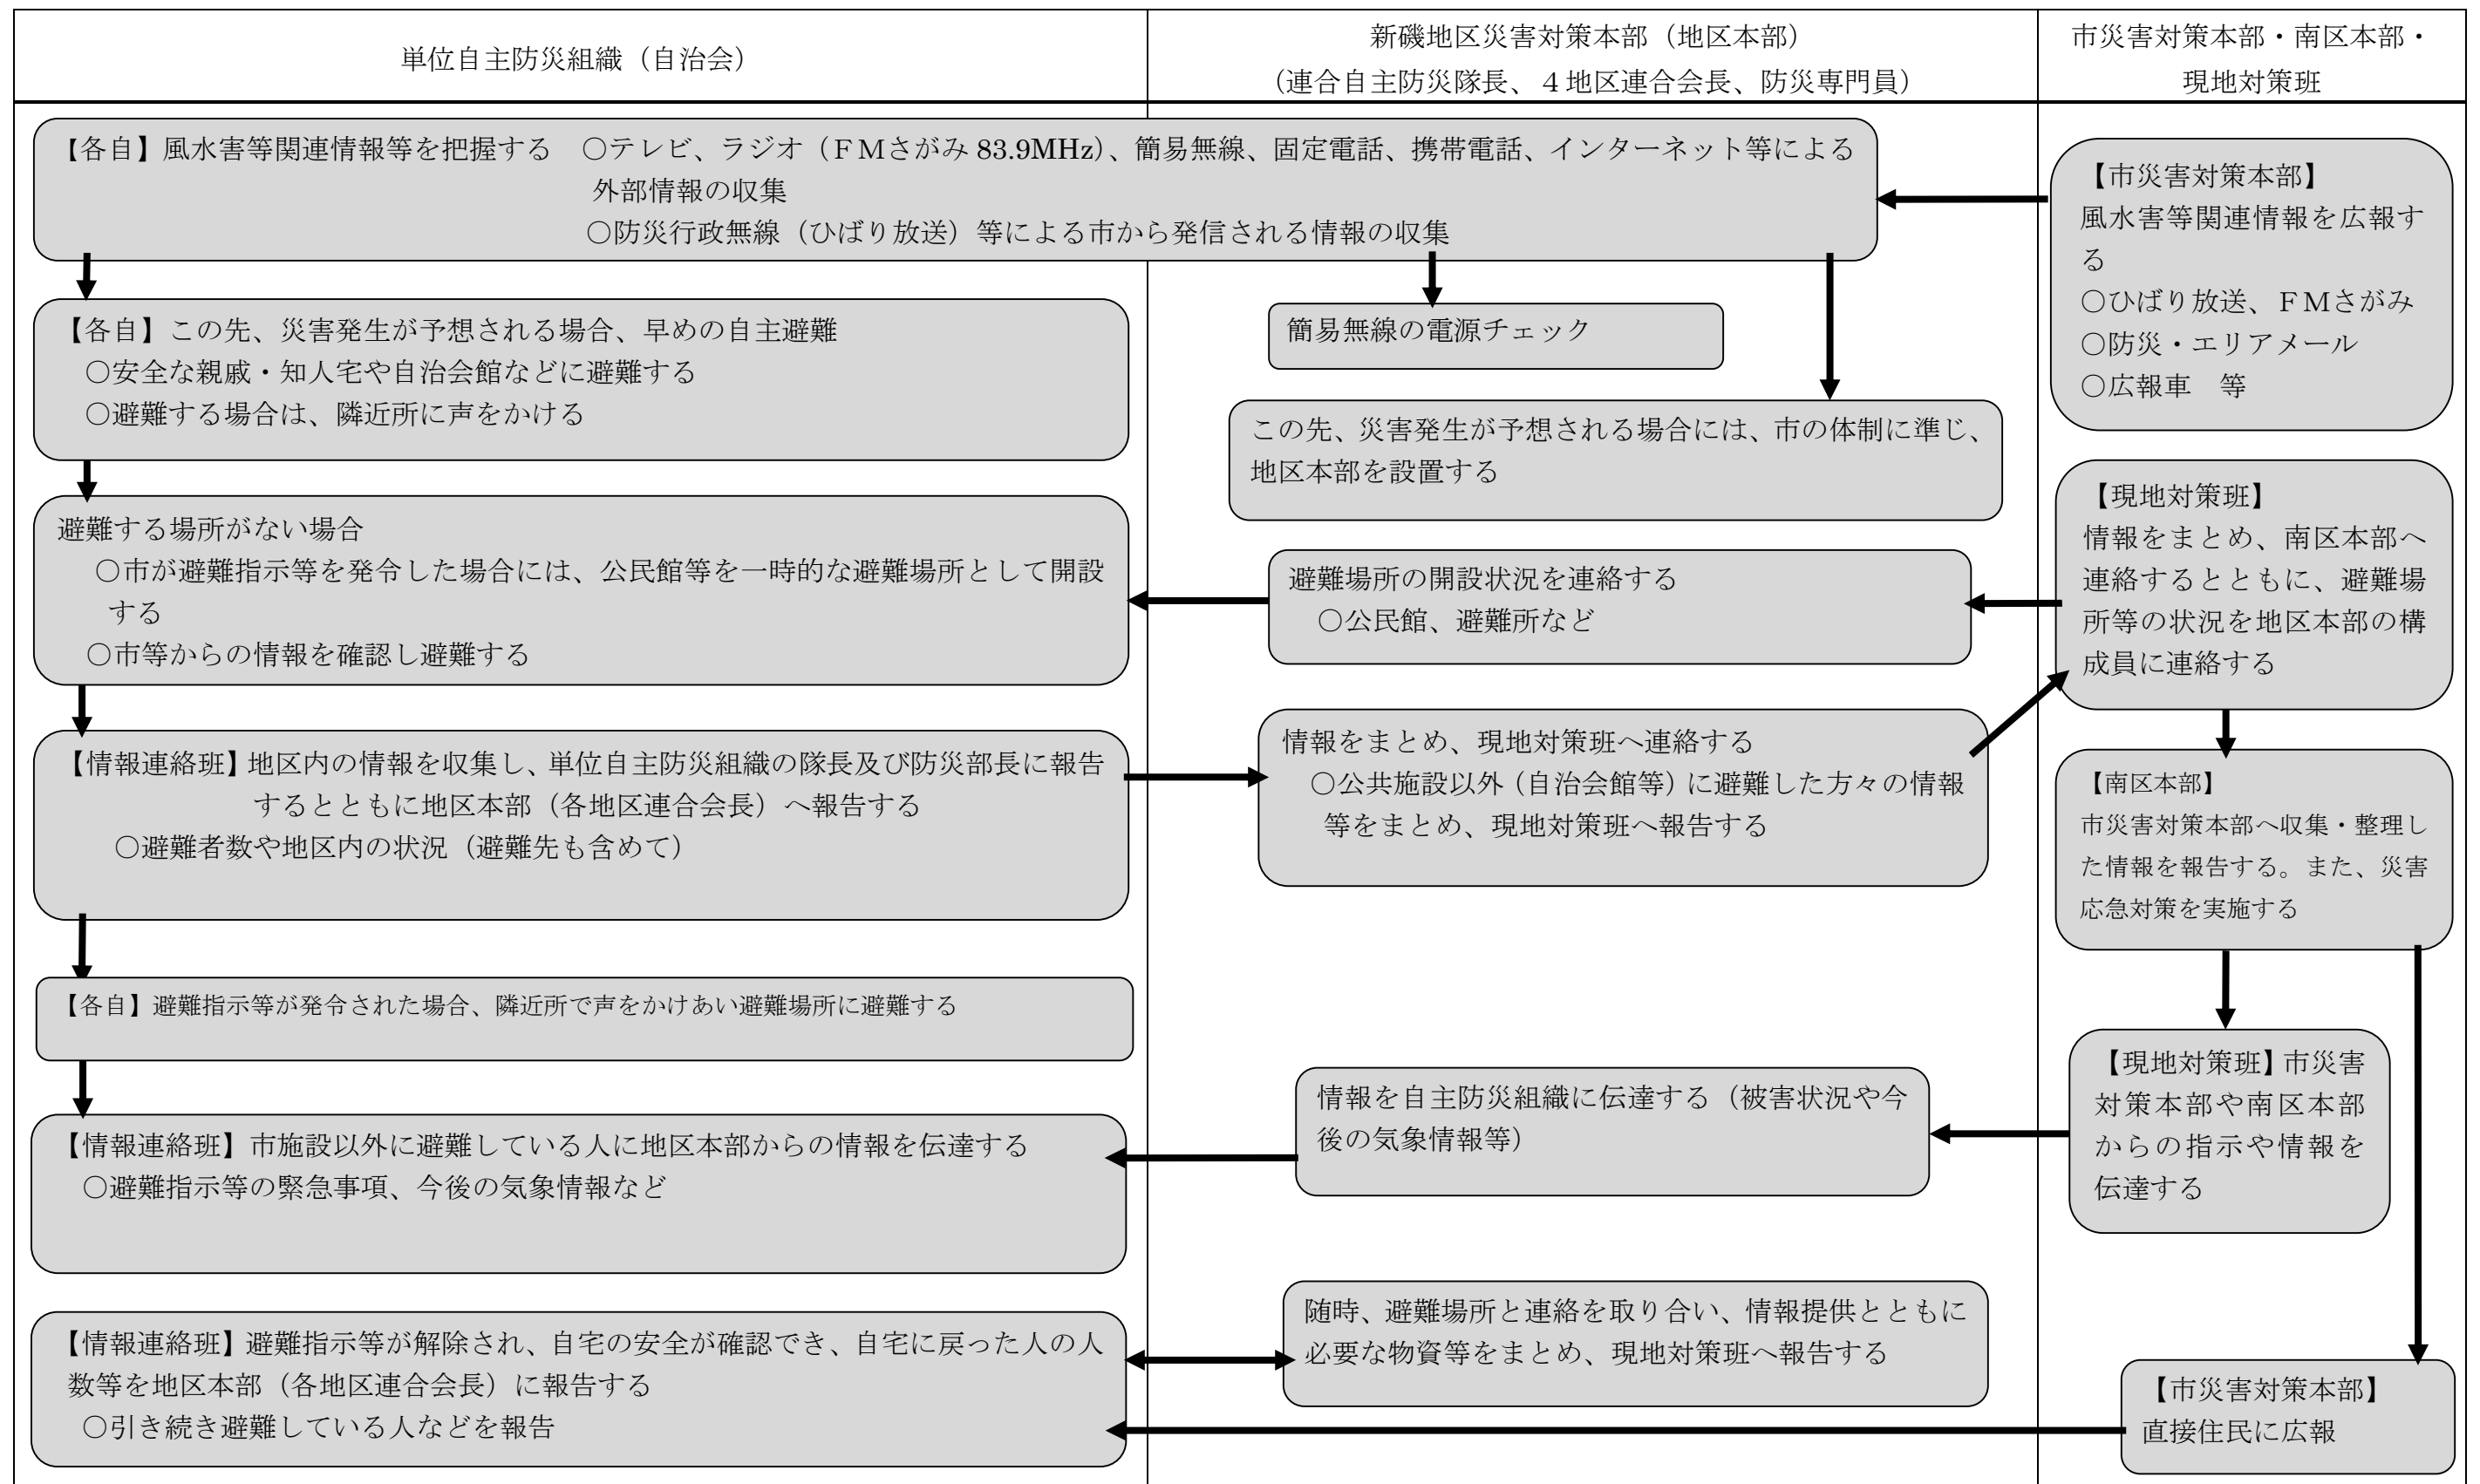 単位自主防災組織（自治会）
新磯地区災害対策本部（地区本部）
（連合自主防災隊長、４地区連合会長、防災専門員）
市災害対策本部・南区本部・
現地対策班
【各自】風水害等関連情報等を把握する　○テレビ、ラジオ（ＦＭさがみ 83.9MHz）、簡易無線、固定電話、携帯電話、インターネット等による
外部情報の収集
○防災行政無線（ひばり放送）等による市から発信される情報の収集
【市災害対策本部】
風水害等関連情報を広報す
る
○ひばり放送、ＦＭさがみ
○防災・エリアメール
○広報車　等
【各自】この先、災害発生が予想される場合、早めの自主避難
○安全な親戚・知人宅や自治会館などに避難する
○避難する場合は、隣近所に声をかける
簡易無線の電源チェック
この先、災害発生が予想される場合には、市の体制に準じ、
地区本部を設置する
避難する場所がない場合
○市が避難指示等を発令した場合には、公民館等を一時的な避難場所として開設
する
○市等からの情報を確認し避難する
避難場所の開設状況を連絡する
○公民館、避難所など
【現地対策班】
情報をまとめ、南区本部へ
連絡するとともに、避難場
所等の状況を地区本部の構
成員に連絡する
【情報連絡班】地区内の情報を収集し、単位自主防災組織の隊長及び防災部長に報告
するとともに地区本部（各地区連合会長）へ報告する
○避難者数や地区内の状況（避難先も含めて）
情報をまとめ、現地対策班へ連絡する
○公共施設以外（自治会館等）に避難した方々の情報
等をまとめ、現地対策班へ報告する
【南区本部】
市災害対策本部へ収集・整理し
た情報を報告する。また、災害
応急対策を実施する
【各自】避難指示等が発令された場合、隣近所で声をかけあい避難場所に避難する
【情報連絡班】市施設以外に避難している人に地区本部からの情報を伝達する
○避難指示等の緊急事項、今後の気象情報など
情報を自主防災組織に伝達する（被害状況や今
後の気象情報等）
【現地対策班】市災害
対策本部や南区本部
からの指示や情報を
伝達する
【情報連絡班】避難指示等が解除され、自宅の安全が確認でき、自宅に戻った人の人
数等を地区本部（各地区連合会長）に報告する
○引き続き避難している人などを報告
随時、避難場所と連絡を取り合い、情報提供とともに
必要な物資等をまとめ、現地対策班へ報告する
【市災害対策本部】
直接住民に広報